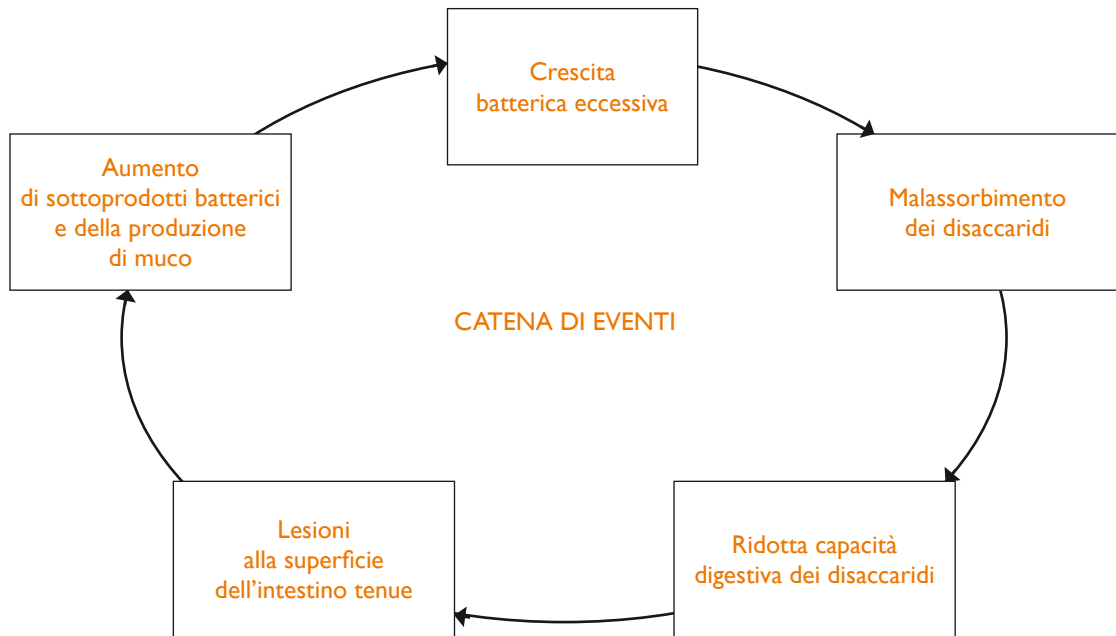 Crescita
batterica eccessiva
Malassorbimento
dei disaccaridi
Ridotta capacità
digestiva dei disaccaridi
Lesioni
alla superficie
dell’intestino tenue
Aumento
di sottoprodotti batterici
e della produzione
di muco
CATENA DI EVENTI